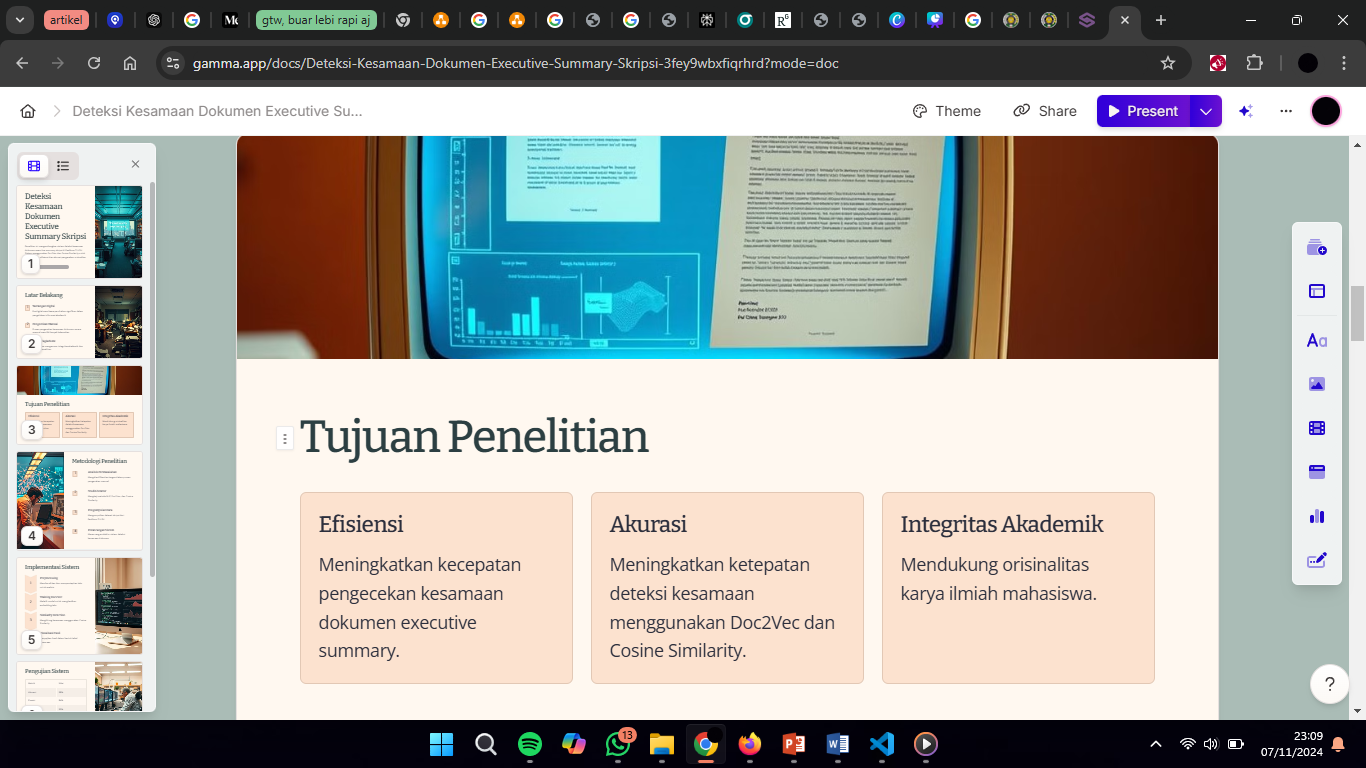 artikel
gtw, buar lebi rapi aj
gamma.app/docs/Deteksi-Kesamaan-Dokumen-Executive-Summary-Skripsi-3fey9wbxfiqrhrd?mode=doc
Deteksi Kesamaan Dokumen Executive Su...
Theme
Share
Present
Deteksi
Kesamaan
Dokumen
Executive
Summary Skripsi
1
Latar Belakang
2
Tujuan Penelitian
3
Metodologi Penelitian
4
Implementasi Sistem
5
Pengujian Sistem
Tujuan Penelitian
Efisiensi
Meningkatkan kecepatan
pengecekan kesamaan
dokumen executive
summary.
Akurasi
Meningkatkan ketepatan
deteksi kesamaan
menggunakan Doc2Vec dan
Cosine Similarity.
Integritas Akademik
Mendukung orisinalitas
karya ilmiah mahasiswa.
Aa
?
13
23:09
07/11/2024